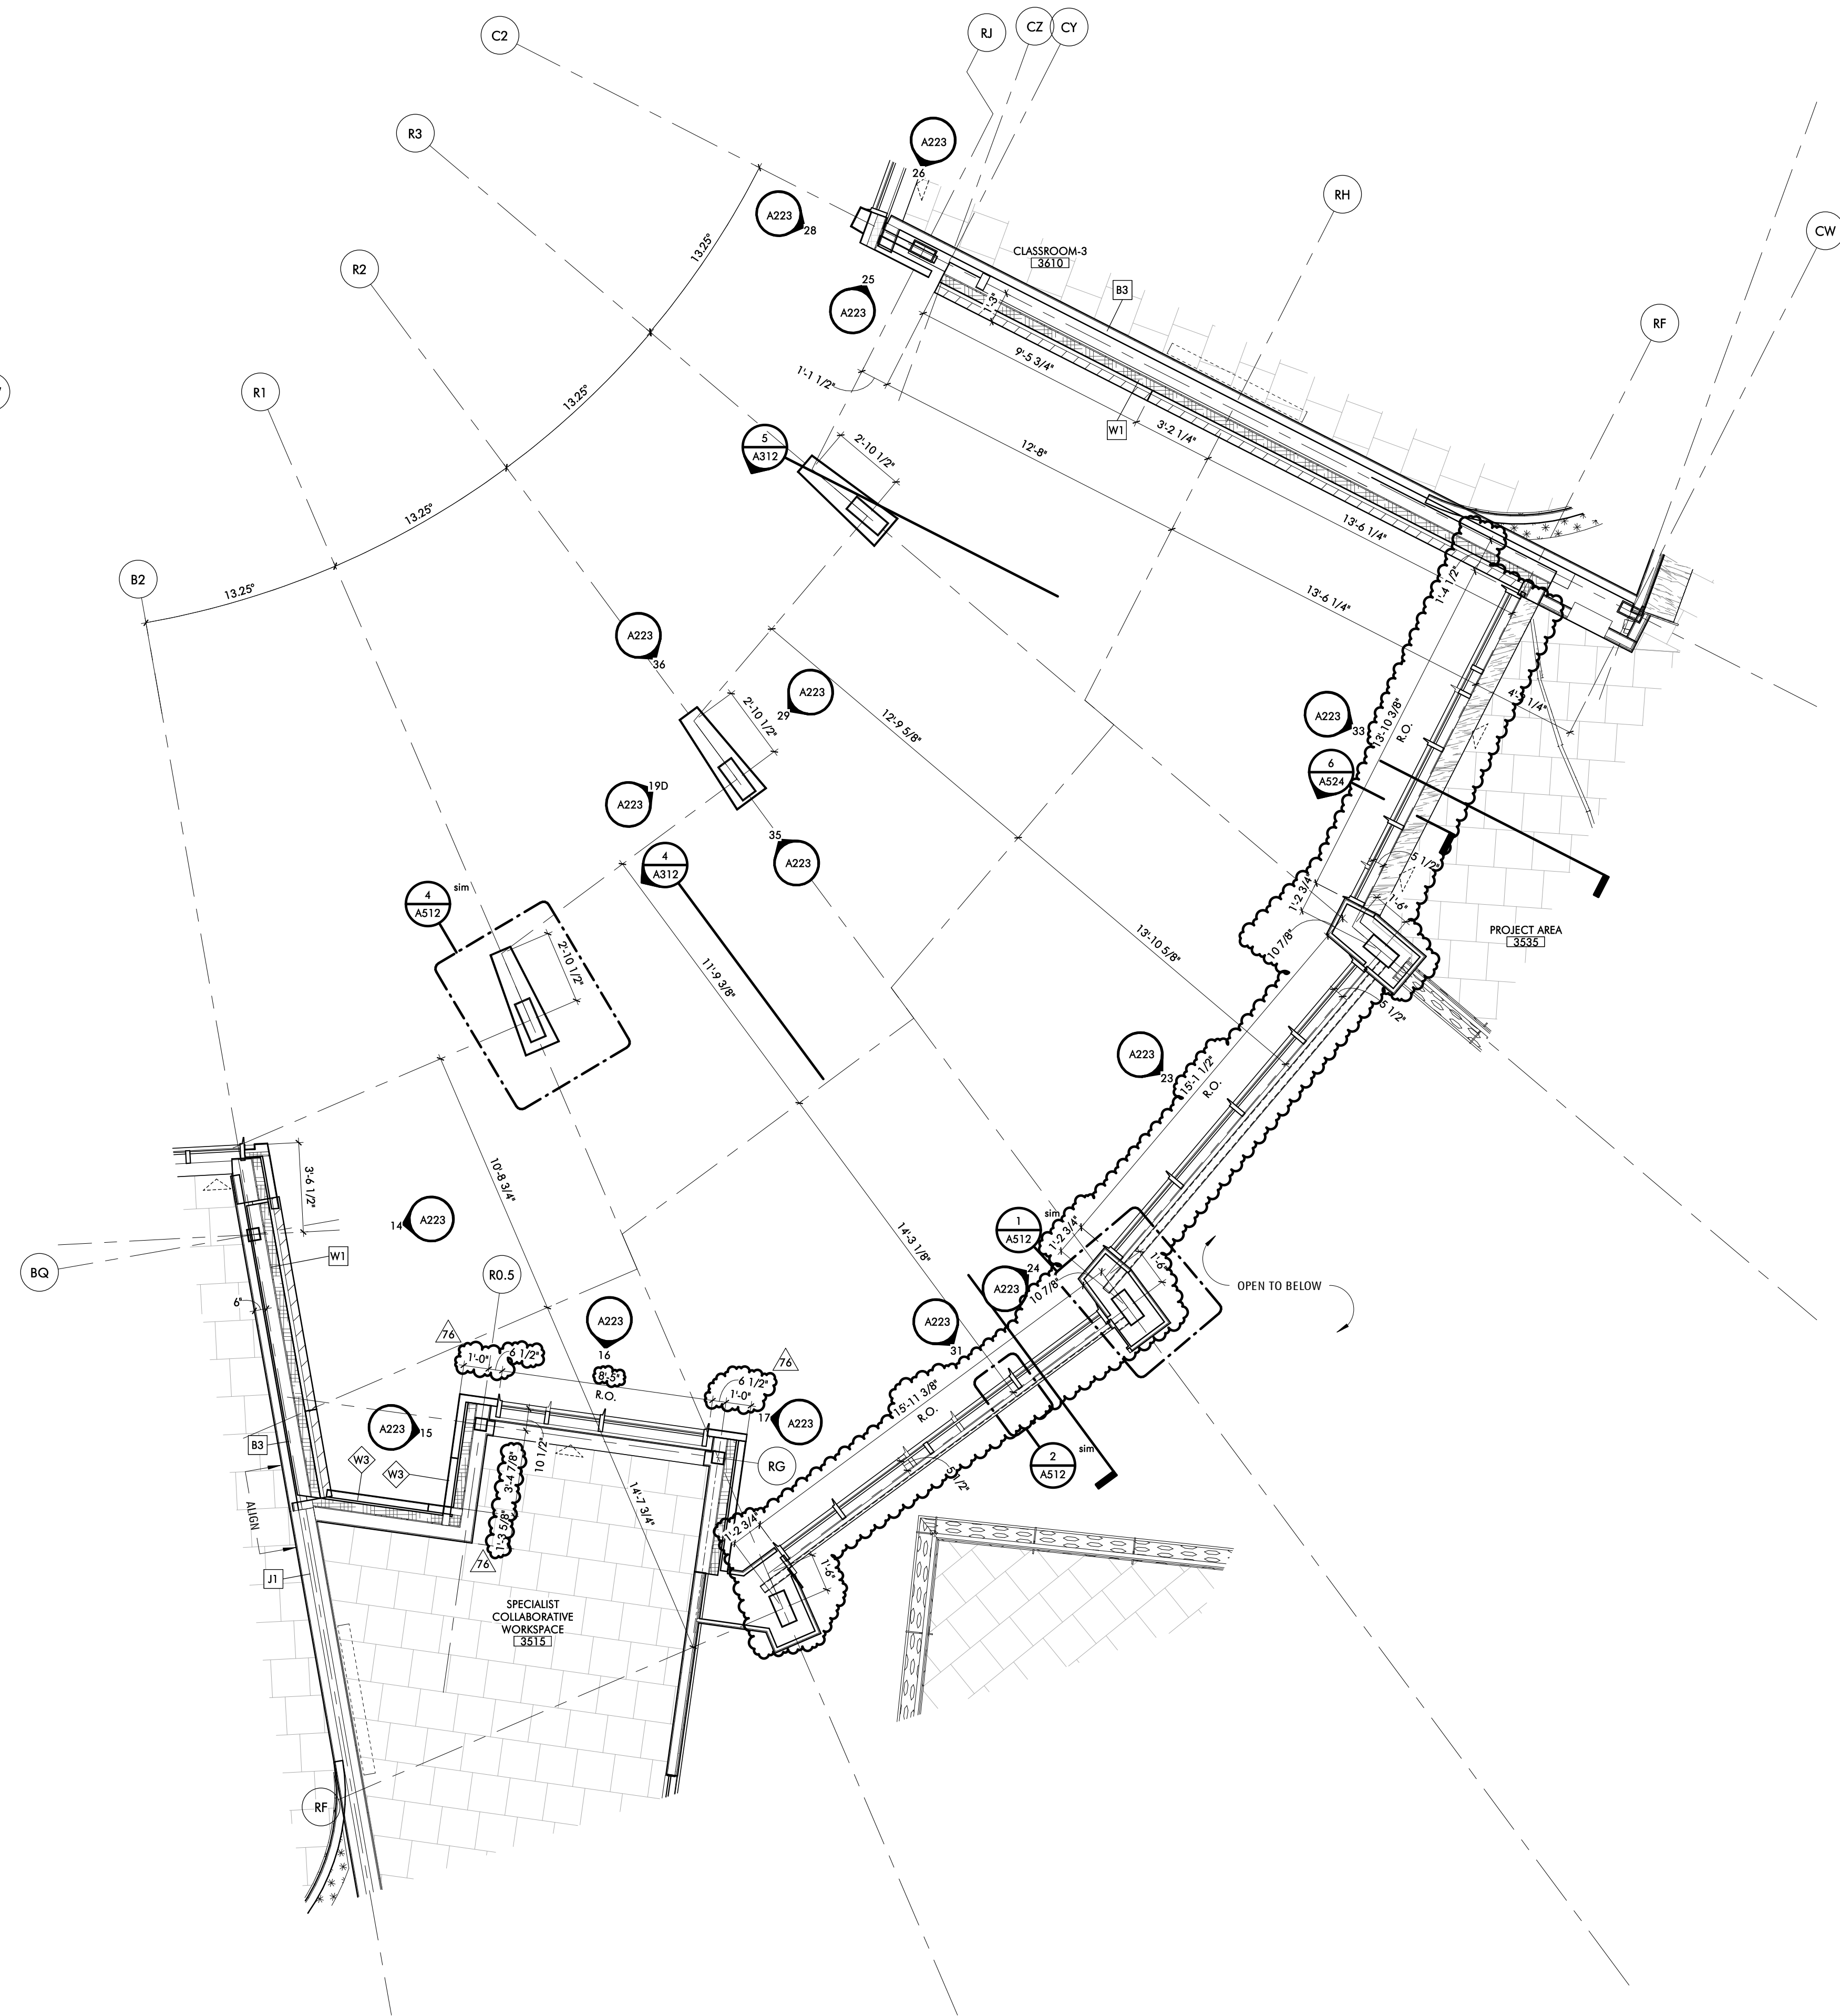 C2
RJ
CZ
CY
R3
A223
26
RH
A223
28
CW
CLASSROOM-3
3610
13.25°
R2
25
A223
B3
1'-3"
RF
R1
9'-5 3/4"
1'-1 1/2"
13.25°
W1
3'-2 1/4"
5
A312
2'-10 1/2"
12'-8"
13.25°
13'-6 1/4"
B2
13.25°
1'-4 1/2"
13'-6 1/4"
A223
36
A223
29
2'-10 1/2"
12'-9 5/8"
A223
33
13'-10 3/8"
R.O.
6
A524
19D
A223
35
A223
4
A312
5 1/2"
4
A512
sim
1'-2 3/4"
1'-6"
10 7/8"
PROJECT AREA
3535
13'-10 5/8"
2'-10 1/2"
11'-9 3/8"
5 1/2"
A223
23
15'-1 1/2"
R.O.
3'-6 1/2"
10'-8 3/4"
14
A223
1
A512
sim
1'-2 3/4"
14'-3 1/8"
W1
BQ
R0.5
24
A223
10 7/8"
1'-6"
OPEN TO BELOW
6"
A223
16
A223
31
76
1'-0"
6 1/2"
8'-5"
R.O.
76
6 1/2"
1'-0"
17
A223
15'-11 3/8"
R.O.
A223
15
B3
W3
W3
10 1/2"
3'-4 7/8"
RG
2
A512
sim
5 1/2"
14'-7 3/4"
ALIGN
1'-3 5/8"
76
1'-2 3/4"
1'-6"
J1
SPECIALIST
COLLABORATIVE
WORKSPACE
3515
RF